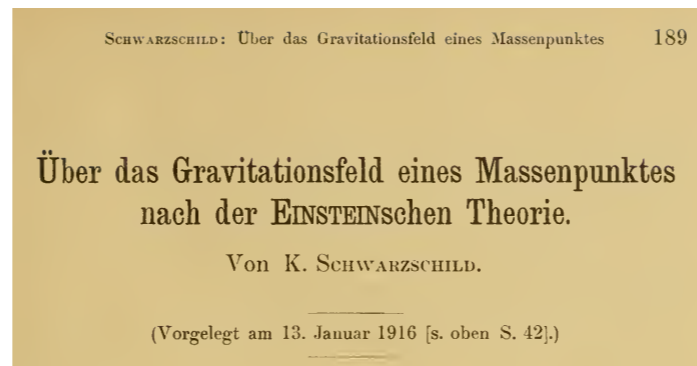 SCHWARZSCHILD: Über das Gravitationsfeld eines Massenpunktes 189
Über das Gravitationsfeld eines Massenpunktes
nach der EINSTEINschen Theorie.
Von K. SCHWARZSCHILD.
(Vorgelegt am 13. Januar 1916 [s. oben S. 42].)